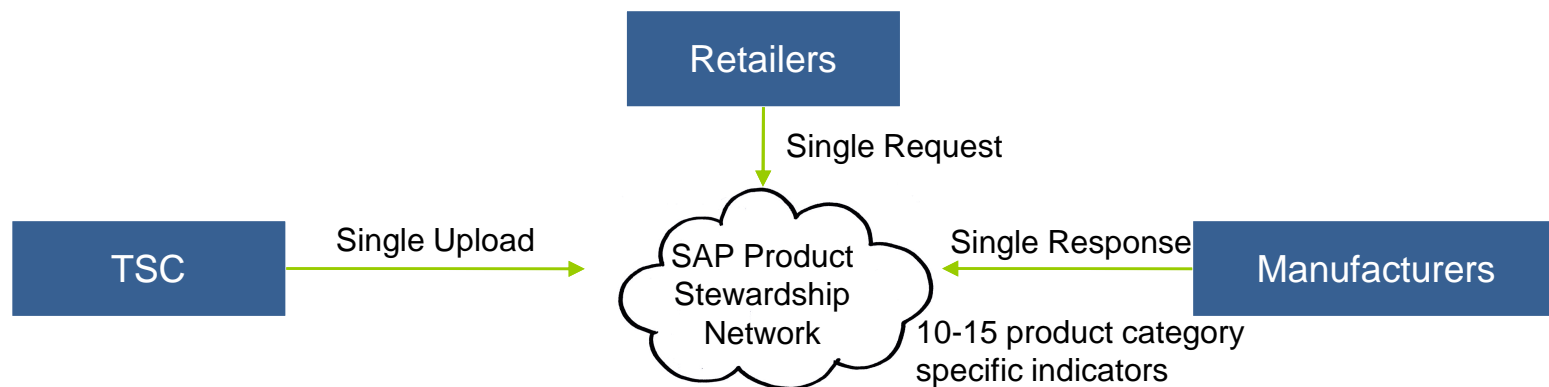 Retailers
Single Request
TSC
Single Upload
SAP Product
Stewardship
Network
Single Response
Manufacturers
10-15 product category
specific indicators